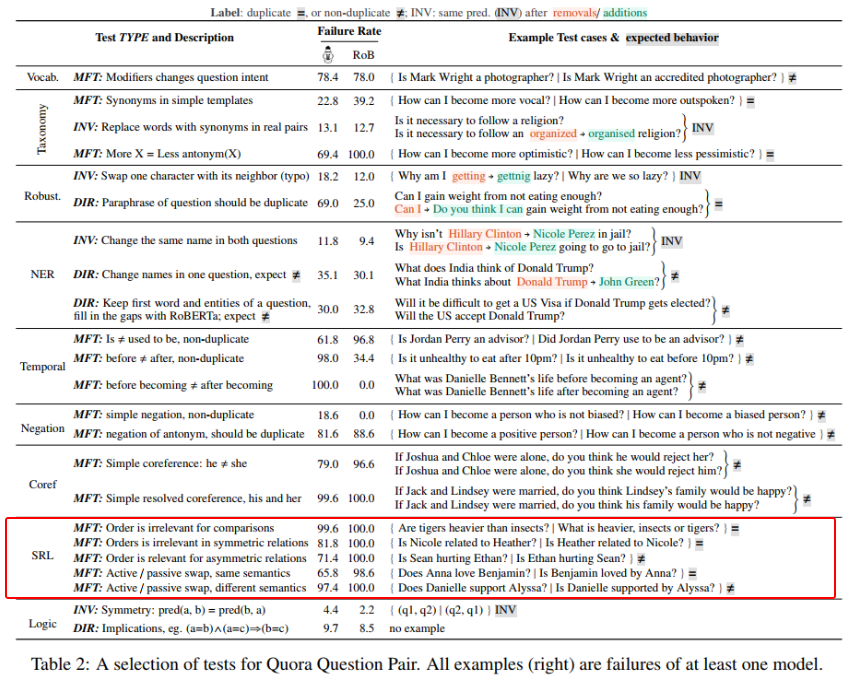 Label: duplicate =, or non-duplicate ≠; INV: same pred. (INV) after removals/ additions
Test TYPE and Description Failure Rate Example Test cases & expected behavior
RoB
Vocab. MFT: Modifiers changes question intent 78.4 78.0 { Is Mark Wright a photographer? | Is Mark Wright an accredited photographer? } ≠
Taxonomy
MFT: Synonyms in simple templates 22.8 39.2 { How can I become more vocal? | How can I become more outspoken? } =
INV: Replace words with synonyms in real pairs 13.1 12.7 Is it necessary to follow a religion?
Is it necessary to follow an organized → organised religion? } INV
MFT: More X = Less antonym(X) 69.4 100.0 { How can I become more optimistic? | How can I become less pessimistic? } =
Robust.
INV: Swap one character with its neighbor (typo) 18.2 12.0 { Why am I getting → gettnig lazy? | Why are we so lazy? } INV
DIR: Paraphrase of question should be duplicate 69.0 25.0 Can I gain weight from not eating enough?
Can I → Do you think I can gain weight from not eating enough? } =
NER
INV: Change the same name in both questions 11.8 9.4 Why isn't Hillary Clinton → Nicole Perez in jail?
Is Hillary Clinton → Nicole Perez going to go to jail? } INV
DIR: Change names in one question, expect ≠ 35.1 30.1 What does India think of Donald Trump?
What India thinks about Donald Trump → John Green? } ≠
DIR: Keep first word and entities of a question,
fill in the gaps with RoBERTa; expect ≠ 30.0 32.8 Will it be difficult to get a US Visa if Donald Trump gets elected?
Will the US accept Donald Trump? } ≠
Temporal
MFT: Is ≠ used to be, non-duplicate 61.8 96.8 { Is Jordan Perry an advisor? | Did Jordan Perry use to be an advisor? } ≠
MFT: before ≠ after, non-duplicate 98.0 34.4 { Is it unhealthy to eat after 10pm? | Is it unhealthy to eat before 10pm? } ≠
MFT: before becoming ≠ after becoming 100.0 0.0 What was Danielle Bennett's life before becoming an agent?
What was Danielle Bennett's life after becoming an agent? } ≠
Negation
MFT: simple negation, non-duplicate 18.6 0.0 { How can I become a person who is not biased? | How can I become a biased person? } ≠
MFT: negation of antonym, should be duplicate 81.6 88.6 { How can I become a positive person? | How can I become a person who is not negative } ≠
Coref
MFT: Simple coreference: he ≠ she 79.0 96.6 If Joshua and Chloe were alone, do you think he would reject her?
If Joshua and Chloe were alone, do you think she would reject him? } ≠
MFT: Simple resolved coreference, his and her 99.6 100.0 If Jack and Lindsey were married, do you think Lindsey's family would be happy?
If Jack and Lindsey were married, do you think his family would be happy? } ≠
SRL
MFT: Order is irrelevant for comparisons 99.6 100.0 { Are tigers heavier than insects? | What is heavier, insects or tigers? } =
MFT: Orders is irrelevant in symmetric relations 81.8 100.0 { Is Nicole related to Heather? | Is Heather related to Nicole? } =
MFT: Order is relevant for asymmetric relations 71.4 100.0 { Is Sean hurting Ethan? | Is Ethan hurting Sean? } ≠
MFT: Active / passive swap, same semantics 65.8 98.6 { Does Anna love Benjamin? | Is Benjamin loved by Anna? } =
MFT: Active / passive swap, different semantics 97.4 100.0 { Does Danielle support Alyssa? | Is Danielle supported by Alyssa? } ≠
Logic
INV: Symmetry: pred(a, b) = pred(b, a) 4.4 2.2 { (q1, q2) | (q2, q1) } INV
DIR: Implications, eg. (a=b)∧(a=c)⇒(b=c) 9.7 8.5 no example
Table 2: A selection of tests for Quora Question Pair. All examples (right) are failures of at least one model.